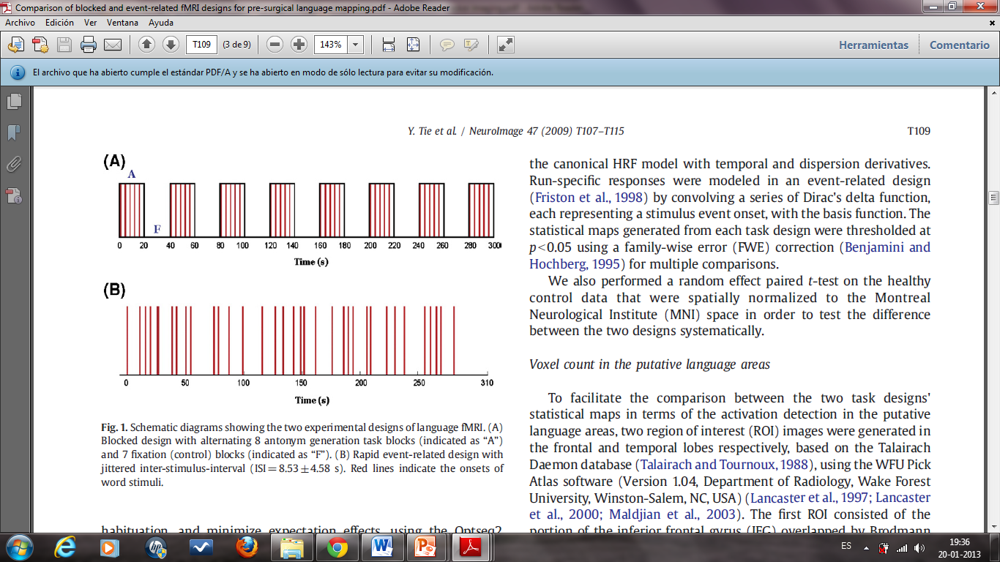 Comparison of blocked and event-related fMRI designs for pre-surgical language mapping.pdf - Adobe Reader
Archivo Edición Ver Ventana Ayuda
T109 (3 de 9) 143% Herramientas Comentario
El archivo que ha abierto cumple el estándar PDF/A y se ha abierto en modo de sólo lectura para evitar su modificación.
Y. Tie et al. / NeuroImage 47 (2009) T107–T115 T109
(A)
A
F
0 20 40 60 80 100 120 140 160 180 200 220 240 260 280 300
Time (s)
(B)
0 50 100 150 200 250 310
Time (s)
Fig. 1. Schematic diagrams showing the two experimental designs of language fMRI. (A)
Blocked design with alternating 8 antonym generation task blocks (indicated as “A”)
and 7 fixation (control) blocks (indicated as “F”). (B) Rapid event-related design with
jittered inter-stimulus-interval (ISI = 8.53 ± 4.58 s). Red lines indicate the onsets of
word stimuli.
habituation, and minimize expectation effects, using the Optseq2
the canonical HRF model with temporal and dispersion derivatives.
Run-specific responses were modeled in an event-related design
(Friston et al., 1998) by convolving a series of Dirac's delta function,
each representing a stimulus event onset, with the basis function. The
statistical maps generated from each task design were thresholded at
p<0.05 using a family-wise error (FWE) correction (Benjamini and
Hochberg, 1995) for multiple comparisons.
We also performed a random effect paired t-test on the healthy
control data that were spatially normalized to the Montreal
Neurological Institute (MNI) space in order to test the difference
between the two designs systematically.
Voxel count in the putative language areas
To facilitate the comparison between the two task designs'
statistical maps in terms of the activation detection in the putative
language areas, two region of interest (ROI) images were generated in
the frontal and temporal lobes respectively, based on the Talairach
Daemon database (Talairach and Tournoux, 1988), using the WFU Pick
Atlas software (Version 1.04, Department of Radiology, Wake Forest
University, Winston-Salem, NC, USA) (Lancaster et al., 1997; Lancaster
et al., 2000; Maldjian et al., 2003). The first ROI consisted of the
portion of the inferior frontal gyrus (IFG) overlapped by Brodmann
ES
19:36
20-01-2013